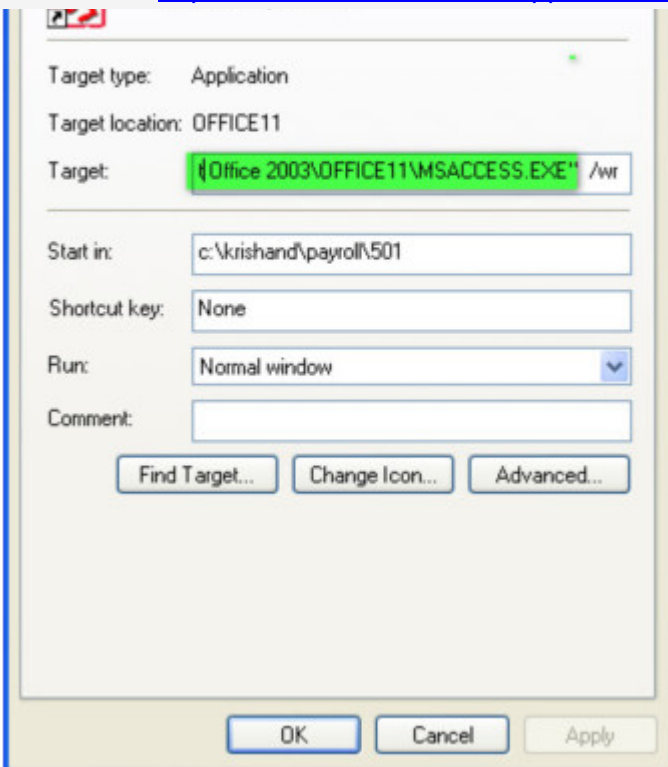 Target type: Application
Target location: OFFICE11
Target: Office 2003\OFFICE11\MSACCESS.EXE" /wr
Start in: c:\krishand\payroll\501
Shortcut key: None
Run: Normal window
Comment:
Find Target... Change Icon... Advanced...
OK Cancel Apply